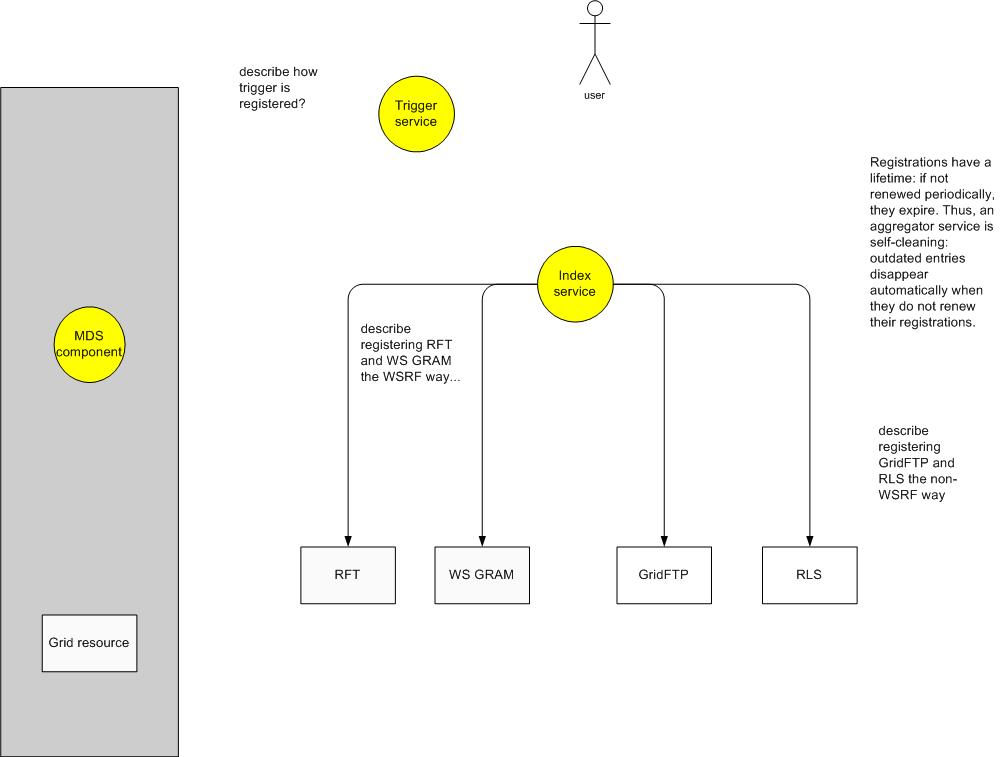 user
describe how
trigger is
registered?
Trigger
service
Registrations have a
lifetime: if not
renewed periodically,
they expire. Thus, an
aggregator service is
self-cleaning:
outdated entries
disappear
automatically when
they do not renew
their registrations.
Index
service
MDS
component
describe
registering RFT
and WS GRAM
the WSRF way...
describe
registering
GridFTP and
RLS the non-
WSRF way
RFT
WS GRAM
GridFTP
RLS
Grid resource